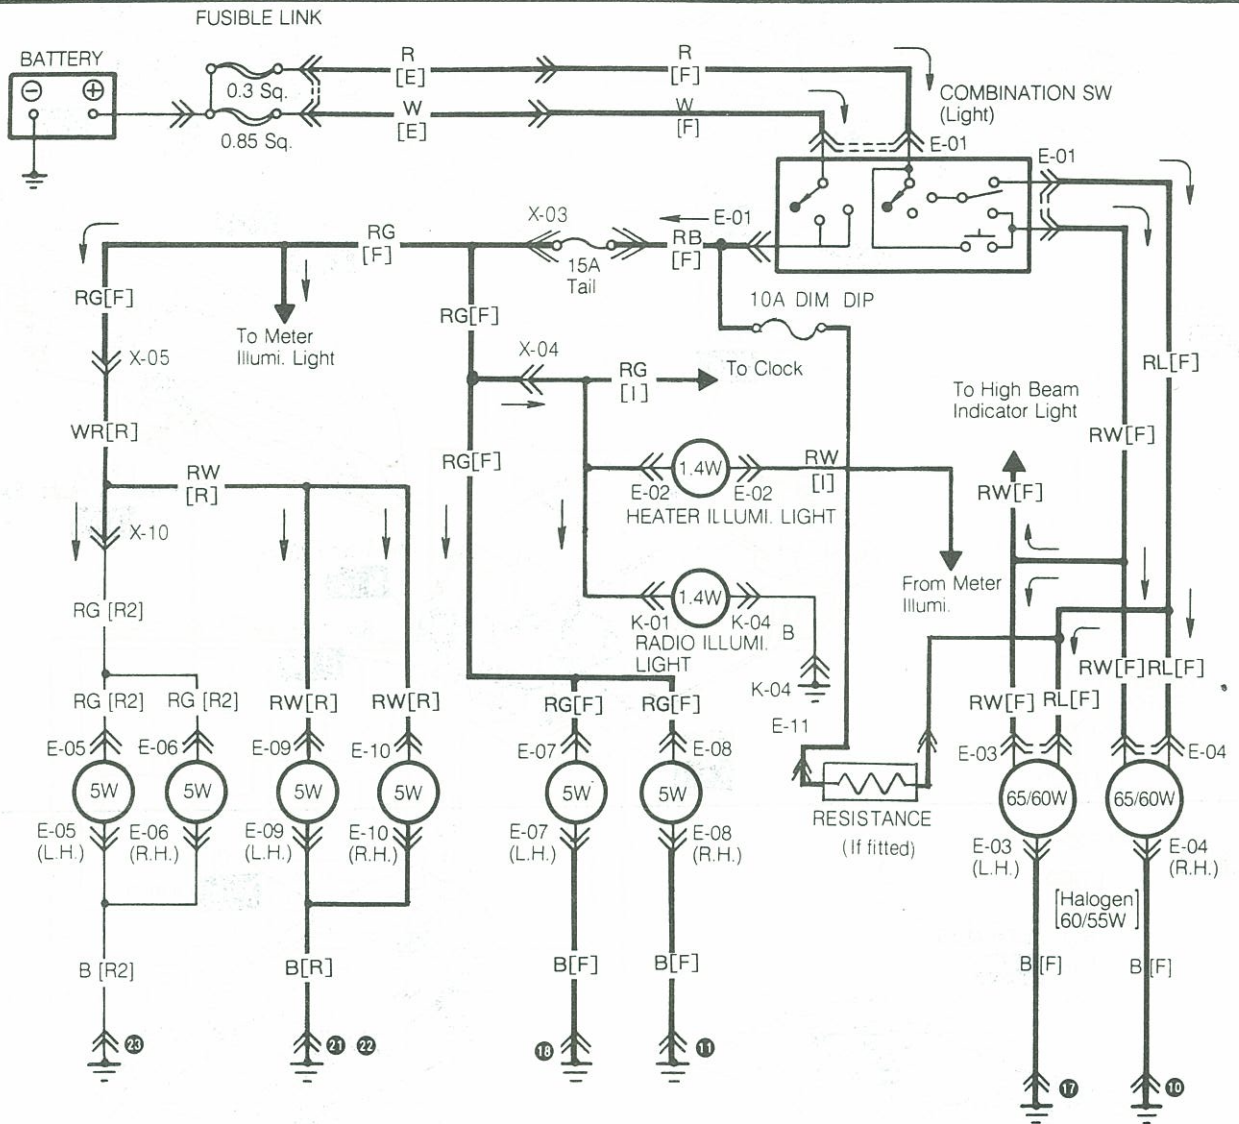 FUSIBLE LINK
BATTERY
0.3 Sq.
0.85 Sq.
R
[E]
W
[E]
R
[F]
W
[F]
COMBINATION SW
(Light)
E-01
E-01
X-03
E-01
RG
[F]
15A
Tail
RB
[F]
10A DIM DIP
RG[F]
To Meter
Illumi. Light
RG[F]
X-05
X-04
RG
[I]
To Clock
RL[F]
To High Beam
Indicator Light
WR[R]
RW[F]
RW
[R]
RG[F]
1.4W
E-02
E-02
RW
[I]
HEATER ILLUMI. LIGHT
RW[F]
X-10
From Meter
Illumi.
RG [R2]
1.4W
K-01
K-04
B
RADIO ILLUMI.
LIGHT
K-04
RG [R2]
RG [R2]
RW[R]
RW[R]
RG[F]
RG[F]
E-11
RW[F]
RL[F]
RW[F]
RL[F]
E-05
E-06
E-09
E-10
E-07
E-08
E-03
E-04
5W
5W
5W
5W
5W
5W
65/60W
65/60W
RESISTANCE
(If fitted)
E-05
(L.H.)
E-06
(R.H.)
E-09
(L.H.)
E-10
(R.H.)
E-07
(L.H.)
E-08
(R.H.)
E-03
(L.H.)
E-04
(R.H.)
[Halogen
60/55W]
B [R2]
B[R]
B[F]
B[F]
B[F]
B[F]
23
21
22
18
11
17
10